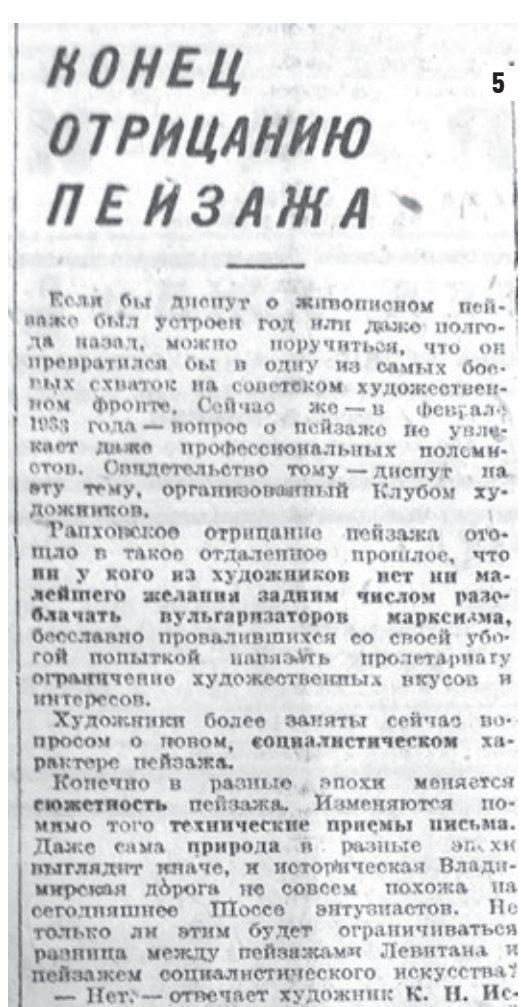 КОНЕЦ
5
ОТРИЦАНИЮ
ПЕЙЗАЖА
Если бы диспут о живописном пей-
заже был устроен год или даже полго-
да назад, можно поручиться, что он
превратился бы в одну из самых бое-
вых схваток на советском художествен-
ном фронте. Сейчас же — в феврале
1933 года — вопрос о пейзаже не увле-
кает даже профессиональных полеми-
стов. Свидетельство тому — диспут на
эту тему, организованный Клубом ху-
дожников.
Рапховское отрицание пейзажа ото-
шло в такое отдаленное прошлое, что
ни у кого из художников нет ни ма-
лейшего желания задним числом разо-
блачать вульгаризаторов марксизма,
бесславно провалившихся со своей убо-
гой попыткой навязать пролетариату
ограничение художественных вкусов и
интересов.
Художники более заняты сейчас во-
просом о новом, социалистическом ха-
рактере пейзажа.
Конечно в разные эпохи меняется
сюжетность пейзажа. Изменяются по-
мимо того технические приемы письма.
Даже сама природа в разные эпохи
выглядит иначе, и историческая Влади-
мирская дорога не совсем похожа на
сегодняшнее Шоссе энтузиастов. Не
только ли этим будет ограничиваться
разница между пейзажами Левитана и
пейзажем социалистического искусства?
— Нет, — отвечает художник К. Н. Ис-